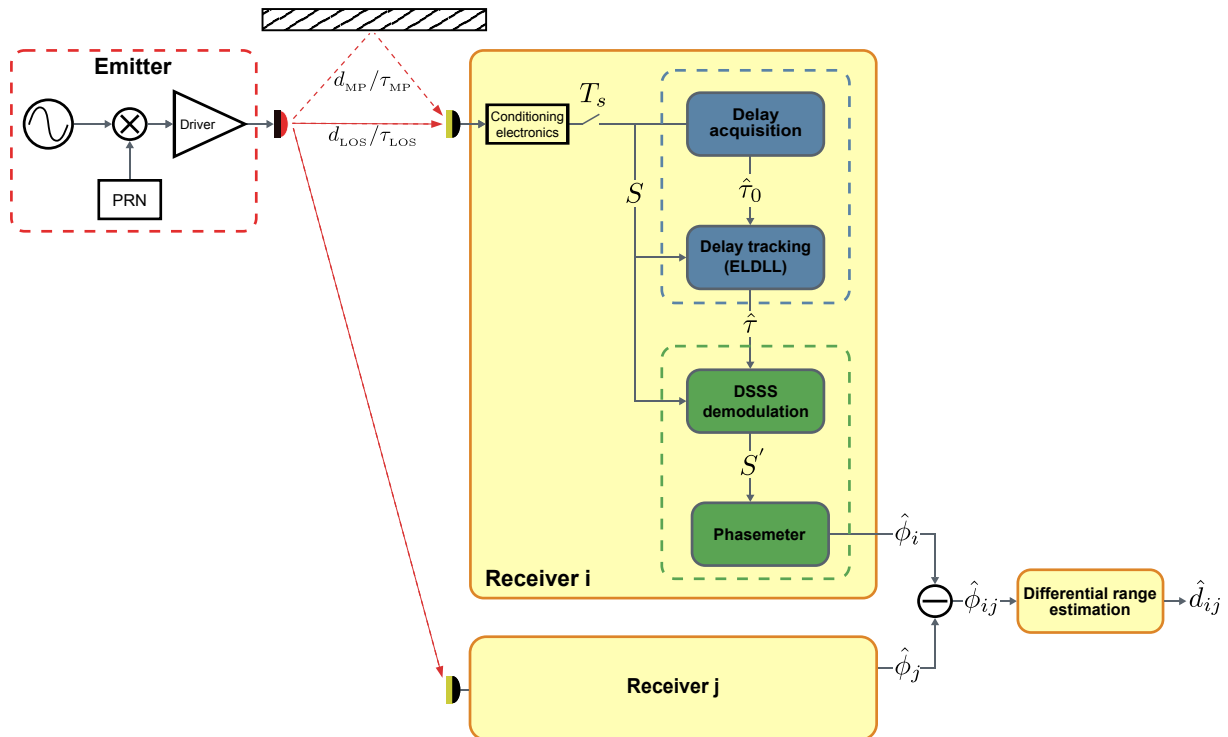 Emitter
Driver
PRN
d_MP/τ_MP
d_LOS/τ_LOS
Conditioning
electronics
T_s
S
Delay
acquisition
τ̂_0
Delay tracking
(ELDLL)
τ̂
DSSS
demodulation
S′
Phasemeter
Receiver i
ϕ̂_i
ϕ̂_ij
Differential range
estimation
d̂_ij
ϕ̂_j
Receiver j